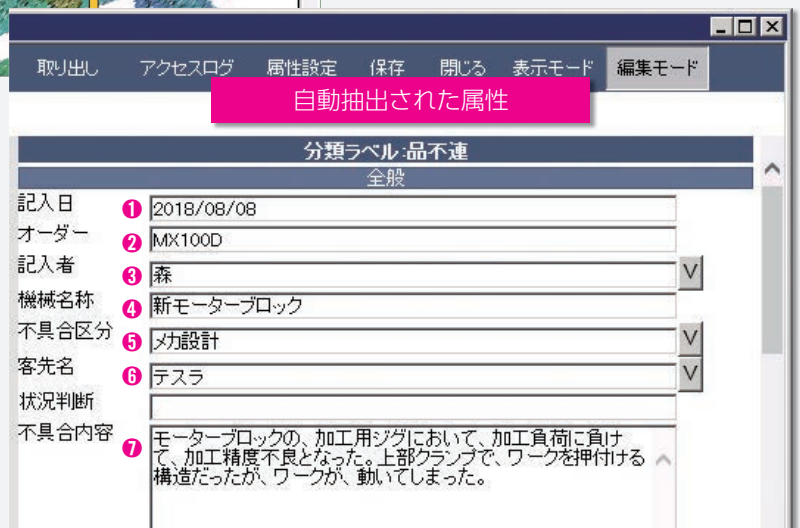 取り出し アクセスログ 属性設定 保存 閉じる 表示モード 編集モード
自動抽出された属性
分類ラベル:品不連
全般
記入日 ❶ 2018/08/08
オーダー ❷ MX100D
記入者 ❸ 森 V
機械名称 ❹ 新モーターブロック
不具合区分 ❺ メカ設計 V
客先名 ❻ テスラ V
状況判断
不具合内容 ❼ モーターブロックの、加工用ジグにおいて、加工負荷に負け
て、加工精度不良となった。上部クランプで、ワークを押付ける
構造だったが、ワークが、動いてしまった。